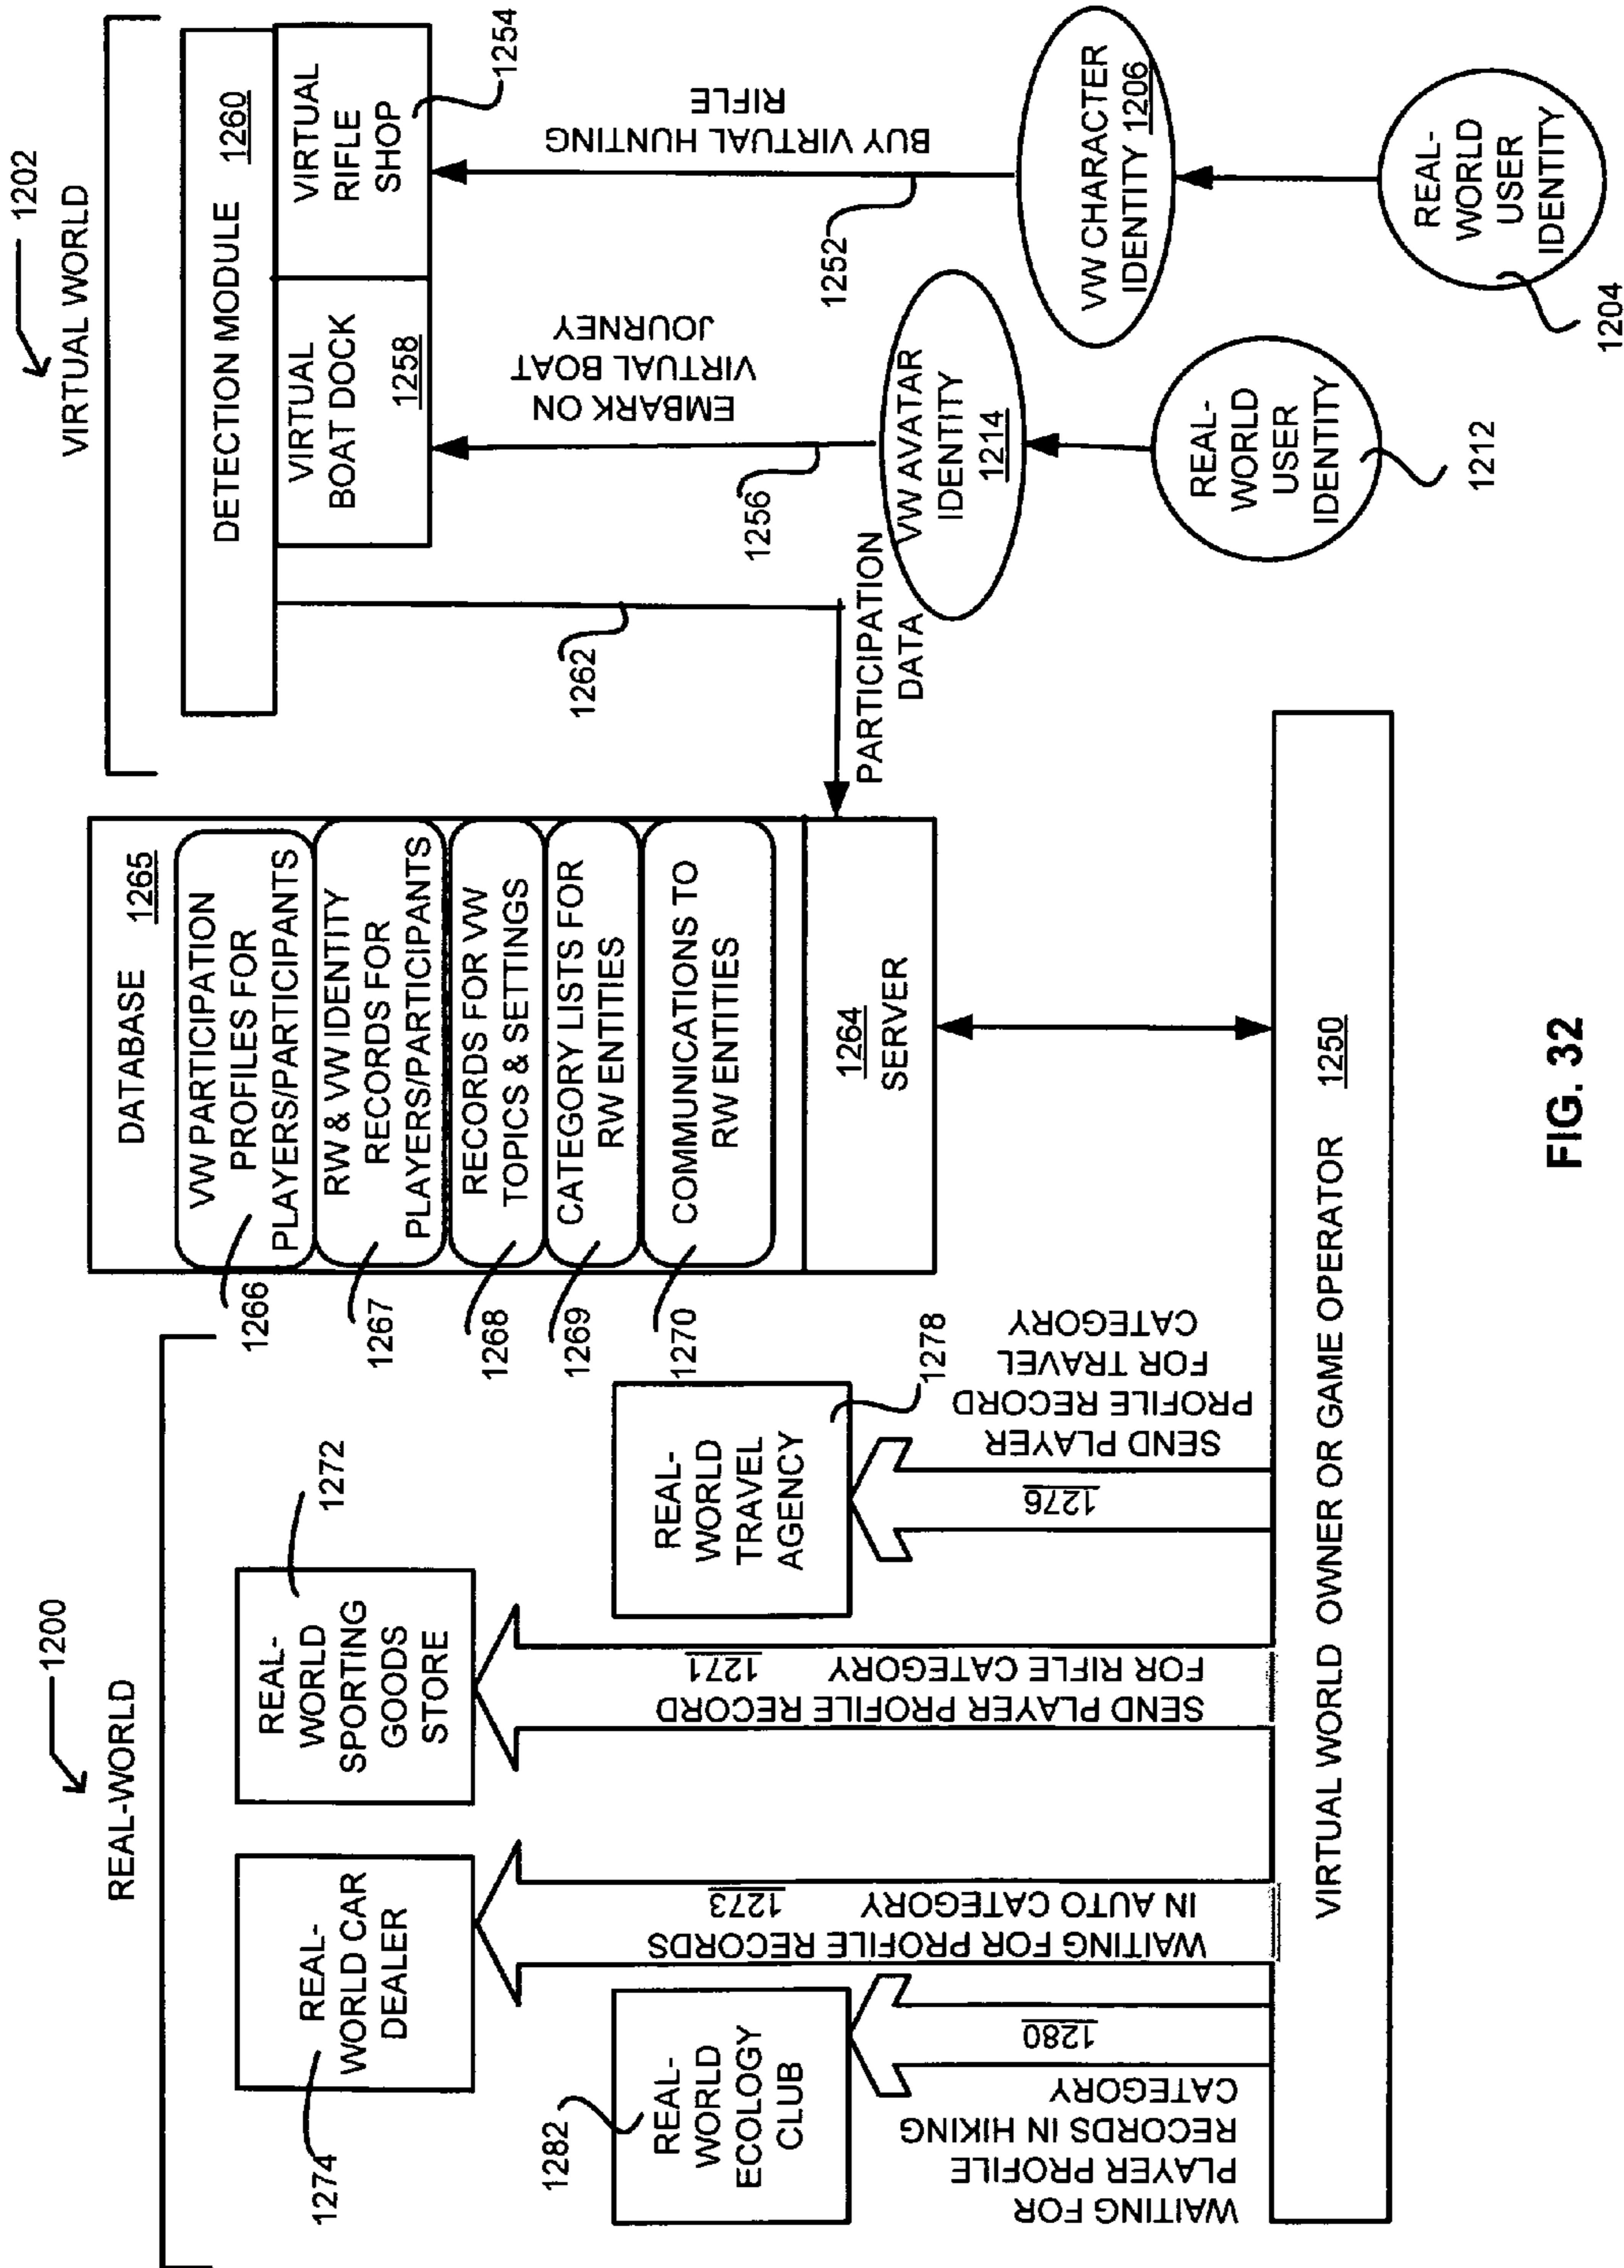 1200
REAL-WORLD
1202
VIRTUAL WORLD
1274
REAL-
WORLD CAR
DEALER
REAL-
WORLD
SPORTING
GOODS
STORE
1272
1282
REAL-
WORLD
ECOLOGY
CLUB
REAL-
WORLD
TRAVEL
AGENCY
1278
WAITING FOR
PLAYER PROFILE
RECORDS IN HIKING
CATEGORY
1280
WAITING FOR PROFILE RECORDS
IN AUTO CATEGORY 1273
SEND PLAYER PROFILE RECORD
FOR RIFLE CATEGORY 1271
1276
SEND PLAYER
PROFILE RECORD
FOR TRAVEL
CATEGORY
DATABASE 1265
VW PARTICIPATION
PROFILES FOR
PLAYERS/PARTICIPANTS
1266
RW & VW IDENTITY
RECORDS FOR
PLAYERS/PARTICIPANTS
1267
RECORDS FOR VW
TOPICS & SETTINGS
1268
CATEGORY LISTS FOR
RW ENTITIES
1269
COMMUNICATIONS TO
RW ENTITIES
1270
1264
SERVER
DETECTION MODULE 1260
VIRTUAL
BOAT DOCK
1258
VIRTUAL
RIFLE
SHOP
1254
1262
PARTICIPATION
DATA
EMBARK ON
VIRTUAL BOAT
JOURNEY
1256
BUY VIRTUAL HUNTING
RIFLE
1252
VW AVATAR
IDENTITY
1214
VW CHARACTER
IDENTITY 1206
REAL-
WORLD
USER
IDENTITY
1212
REAL-
WORLD
USER
IDENTITY
1204
VIRTUAL WORLD OWNER OR GAME OPERATOR 1250
FIG. 32